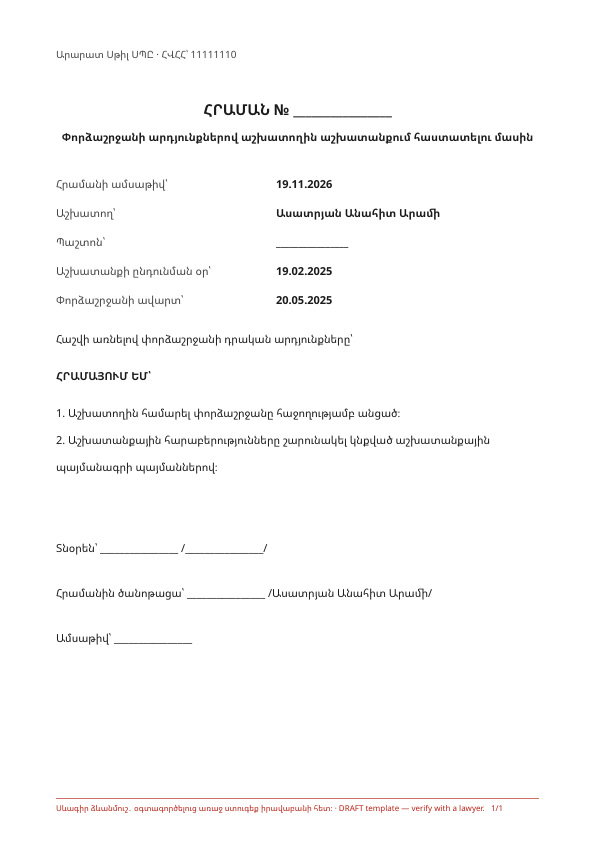 Արարատ Սթիլ ՍՊԸ · ՀՎՀՀ՝ 11111110
ՀՐԱՄԱՆ № ________________
Փորձաշրջանի արդյունքներով աշխատողին աշխատանքում հաստատելու մասին
Հրամանի ամսաթիվ՝ 19.11.2026
Աշխատող՝ Ասատրյան Անահիտ Արամի
Պաշտոն՝ ________________
Աշխատանքի ընդունման օր՝ 19.02.2025
Փորձաշրջանի ավարտ՝ 20.05.2025
Հաշվի առնելով փորձաշրջանի դրական արդյունքները՝
ՀՐԱՄԱՅՈՒՄ ԵՄ՝
1. Աշխատողին համարել փորձաշրջանը հաջողությամբ անցած:
2. Աշխատանքային հարաբերությունները շարունակել կնքված աշխատանքային
պայմանագրի պայմաններով:
Տնօրեն՝ ________________ /________________/
Հրամանին ծանոթացա՝ ________________ /Ասատրյան Անահիտ Արամի/
Ամսաթիվ՝ ________________
Սևագիր ձևանմուշ. օգտագործելուց առաջ ստուգեք իրավաբանի հետ: · DRAFT template — verify with a lawyer. 1/1